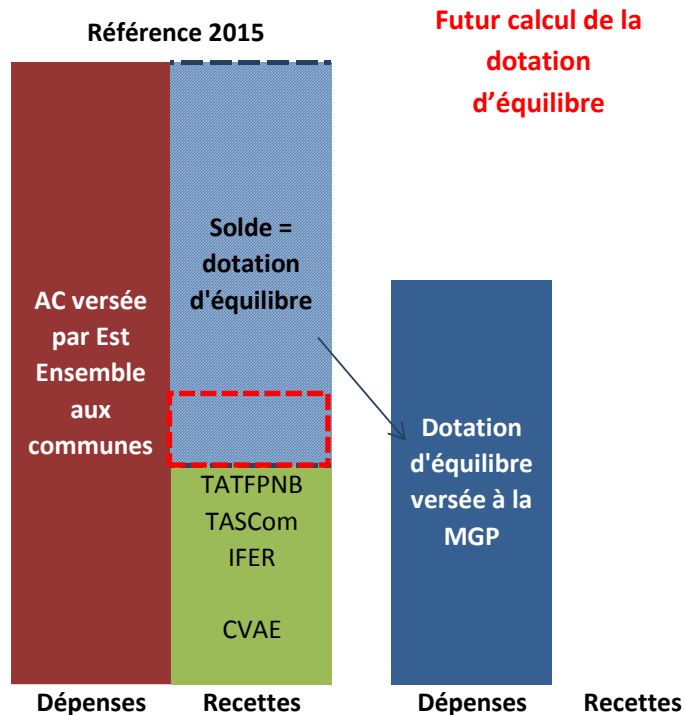 Référence 2015
Futur calcul de la
dotation
d’équilibre
AC versée
par Est
Ensemble
aux
communes
Solde =
dotation
d'équilibre
TATFPNB
TASCom
IFER
CVAE
Dotation
d'équilibre
versée à la
MGP
Dépenses
Recettes
Dépenses
Recettes